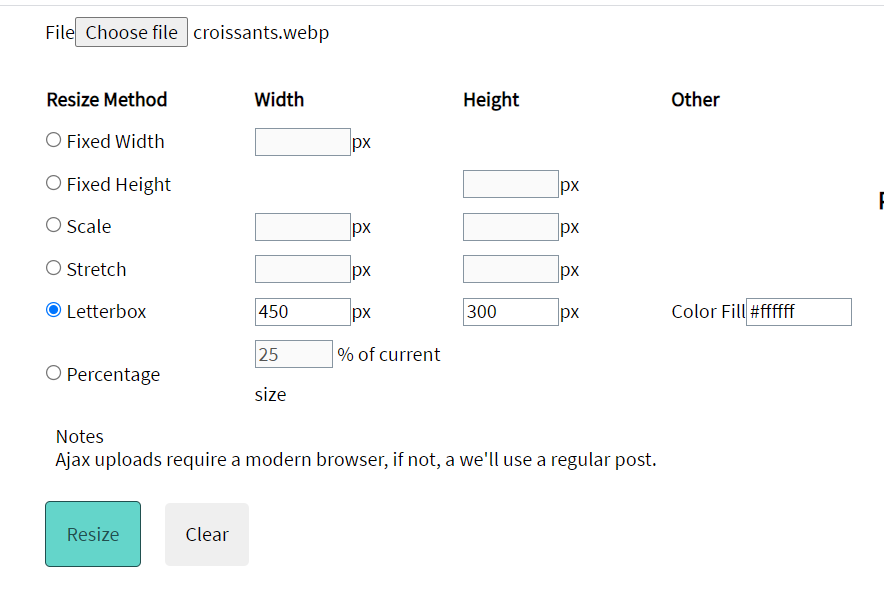 File Choose file croissants.webp
Resize Method Width Height Other
Fixed Width px
Fixed Height px
Scale px px
Stretch px px
Letterbox 450 px 300 px Color Fill #ffffff
Percentage 25 % of current size
Notes
Ajax uploads require a modern browser, if not, a we'll use a regular post.
Resize Clear